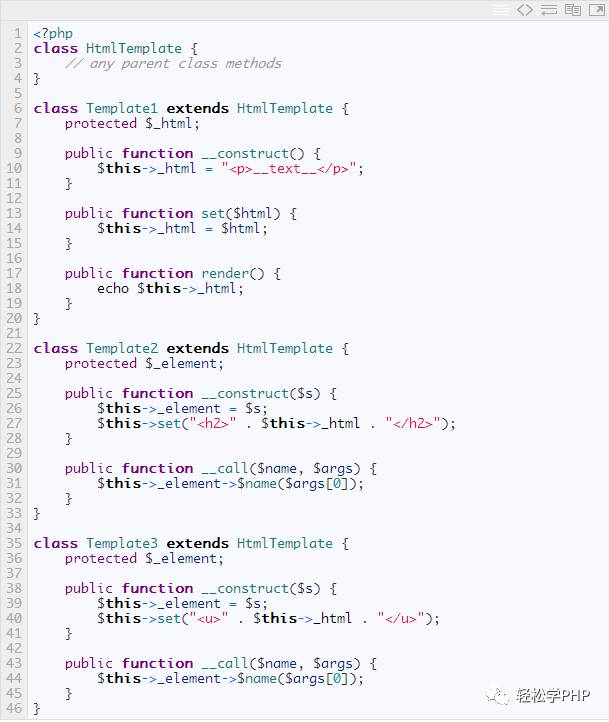 1 <?php
2 class HtmlTemplate {
3     // any parent class methods
4 }
5
6 class Template1 extends HtmlTemplate {
7     protected $_html;
8
9     public function __construct() {
10         $this->_html = "<p>__text__</p>";
11     }
12
13     public function set($html) {
14         $this->_html = $html;
15     }
16
17     public function render() {
18         echo $this->_html;
19     }
20 }
21
22 class Template2 extends HtmlTemplate {
23     protected $_element;
24
25     public function __construct($s) {
26         $this->_element = $s;
27         $this->set("<h2>" . $this->_html . "</h2>");
28     }
29
30     public function __call($name, $args) {
31         $this->_element->$name($args[0]);
32     }
33 }
34
35 class Template3 extends HtmlTemplate {
36     protected $_element;
37
38     public function __construct($s) {
39         $this->_element = $s;
40         $this->set("<u>" . $this->_html . "</u>");
41     }
42
43     public function __call($name, $args) {
44         $this->_element->$name($args[0]);
45     }
46 }
轻松学PHP